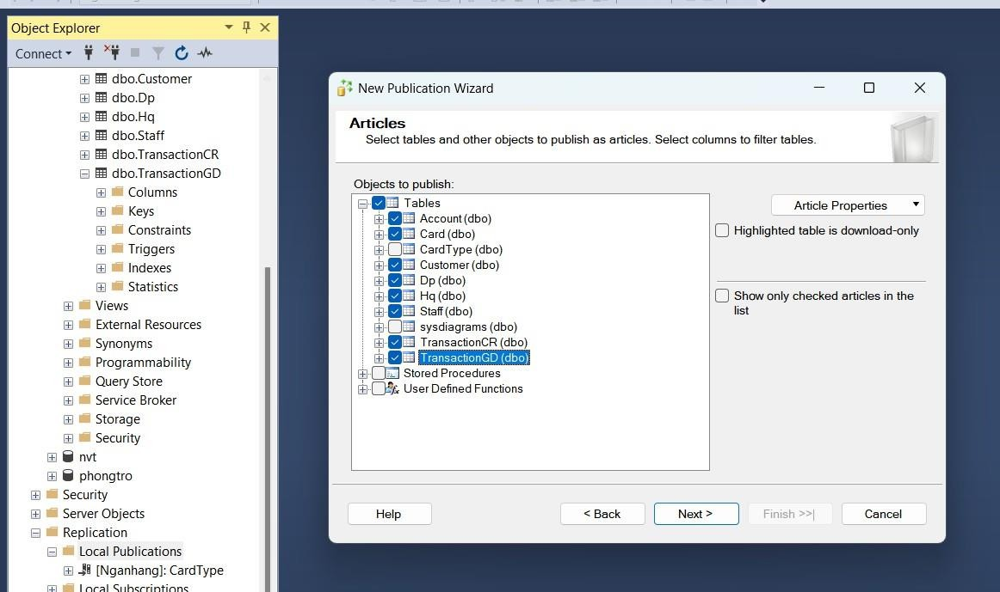 Object Explorer
Connect
dbo.Customer
dbo.Dp
dbo.Hq
dbo.Staff
dbo.TransactionCR
dbo.TransactionGD
Columns
Keys
Constraints
Triggers
Indexes
Statistics
Views
External Resources
Synonyms
Programmability
Query Store
Service Broker
Storage
Security
nvt
phongtro
Security
Server Objects
Replication
Local Publications
[Nganhang]: CardType
Local Subscriptions
New Publication Wizard
Articles
Select tables and other objects to publish as articles. Select columns to filter tables.
Objects to publish:
Tables
Account (dbo)
Card (dbo)
CardType (dbo)
Customer (dbo)
Dp (dbo)
Hq (dbo)
Staff (dbo)
sysdiagrams (dbo)
TransactionCR (dbo)
TransactionGD (dbo)
Stored Procedures
User Defined Functions
Article Properties
Highlighted table is download-only
Show only checked articles in the
list
Help
< Back
Next >
Finish >>|
Cancel